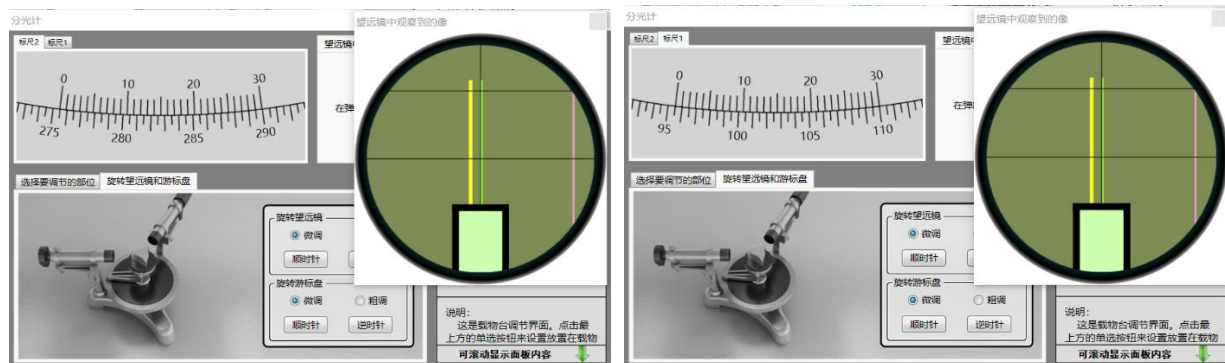 分光计
望远镜中观察到的像
标尺2 标尺1
望远镜中
0 10 20 30
275 280 285 290
在弹
选择要调节的部位 旋转望远镜和游标盘
旋转望远镜
微调
顺时针
旋转游标盘
微调 粗调
顺时针 逆时针
说明:
这是载物台调节界面。点击最
上方的单选按钮来设置放置在载物
可滚动显示面板内容
分光计
望远镜中观察到的像
标尺2 标尺1
望远镜中
0 10 20 30
95 100 105 110
在弹
选择要调节的部位 旋转望远镜和游标盘
旋转望远镜
微调
顺时针
旋转游标盘
微调 粗调
顺时针 逆时针
说明:
这是载物台调节界面。点击最
上方的单选按钮来设置放置在载物
可滚动显示面板内容